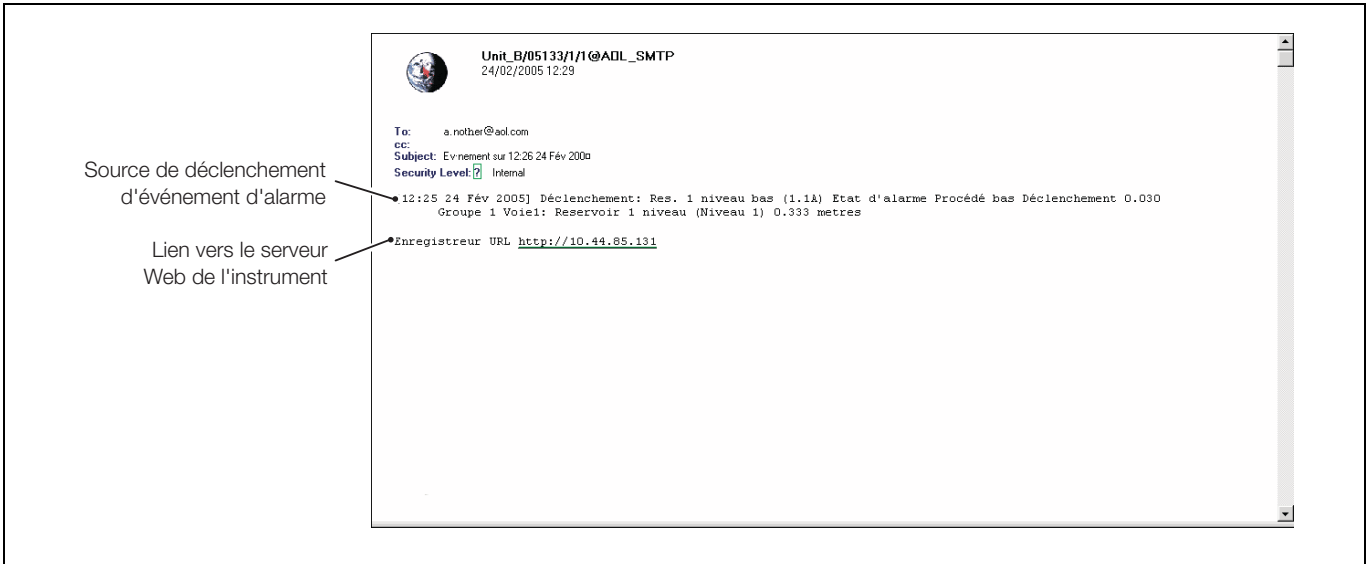 Unit_B/05133/1/1@AOL_SMTP
24/02/2005 12:29
To: a.nother@aol.com
cc:
Subject: Ev·nement sur 12:26 24 Fév 200¤
Security Level:? Internal
Source de déclenchement
d'événement d'alarme
12:25 24 Fév 2005] Déclenchement: Res. 1 niveau bas (1.1A) Etat d'alarme Procédé bas Déclenchement 0.030
Groupe 1 Voie1: Reservoir 1 niveau (Niveau 1) 0.333 metres
Lien vers le serveur
Web de l'instrument
Enregistreur URL http://10.44.85.131